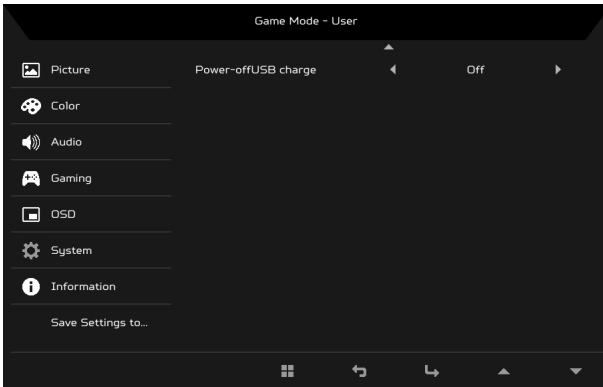 Game Mode - User
Picture
Power-offUSB charge
Off
Color
Audio
Gaming
OSD
System
Information
Save Settings to...